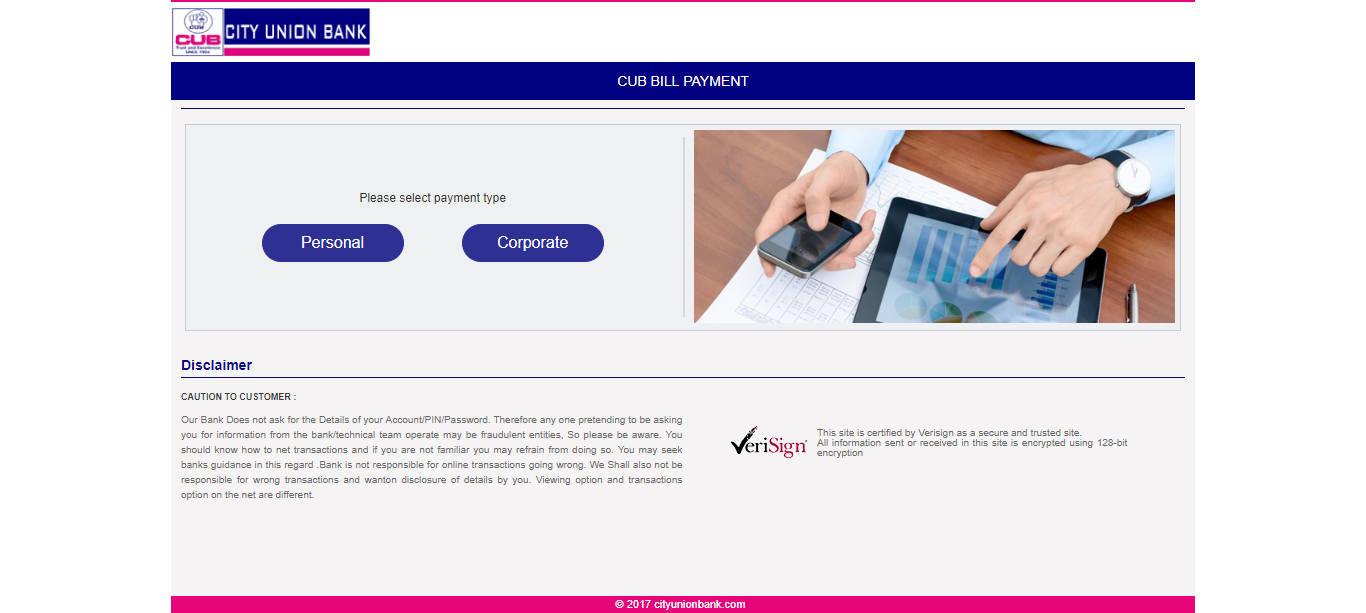 CUB
CUB
Trust and Excellence
SINCE 1904
CITY UNION BANK
CUB BILL PAYMENT
Please select payment type
Personal
Corporate
Disclaimer
CAUTION TO CUSTOMER :
Our Bank Does not ask for the Details of your Account/PIN/Password. Therefore any one pretending to be asking
you for information from the bank/technical team operate may be fraudulent entities, So please be aware. You
should know how to net transactions and if you are not familiar you may refrain from doing so. You may seek
banks guidance in this regard .Bank is not responsible for online transactions going wrong. We Shall also not be
responsible for wrong transactions and wanton disclosure of details by you. Viewing option and transactions
option on the net are different.
VeriSign
This site is certified by Verisign as a secure and trusted site.
All information sent or received in this site is encrypted using 128-bit
encryption
© 2017 cityunionbank.com